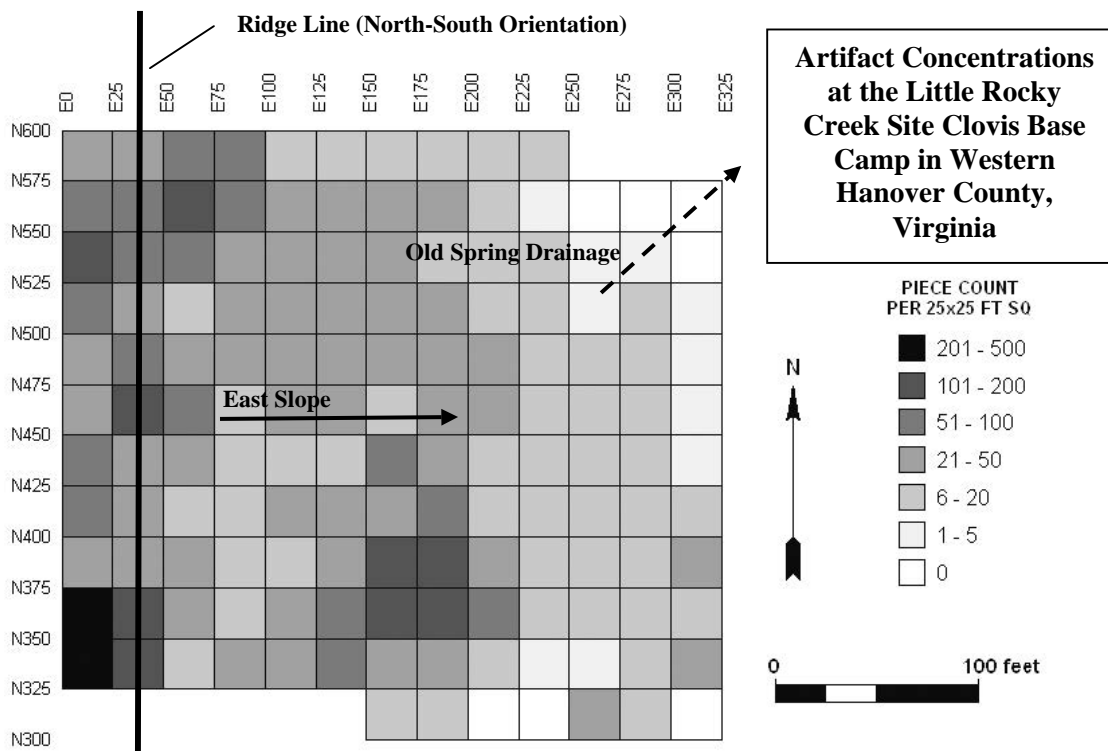 Ridge Line (North-South Orientation)
E0 E25 E50 E75 E100 E125 E150 E175 E200 E225 E250 E275 E300 E325
N600
N575
N550
N525
N500
N475
N450
N425
N400
N375
N350
N325
N300
Old Spring Drainage
East Slope
Artifact Concentrations
at the Little Rocky
Creek Site Clovis Base
Camp in Western
Hanover County,
Virginia
PIECE COUNT
PER 25x25 FT SQ
201 - 500
101 - 200
51 - 100
21 - 50
6 - 20
1 - 5
0
N
0 100 feet